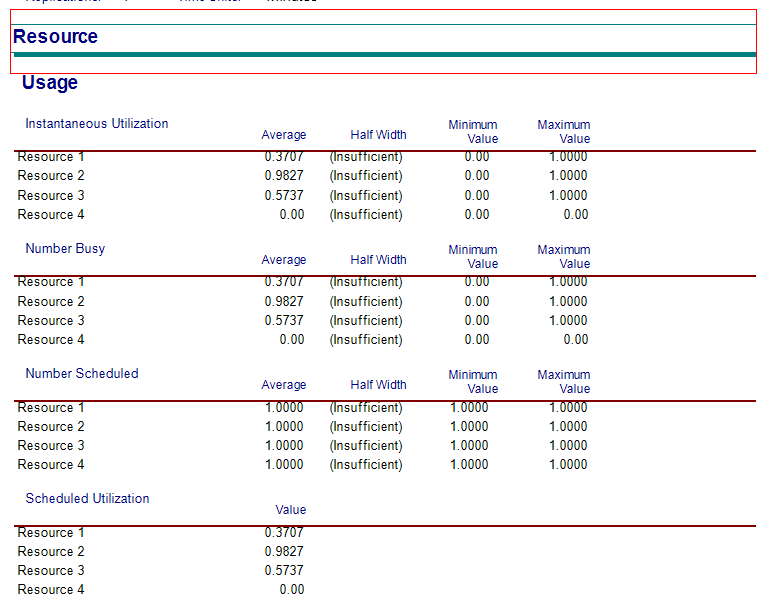 Resource
Usage
Instantaneous Utilization Average Half Width Minimum Value Maximum Value
Resource 1 0.3707 (Insufficient) 0.00 1.0000
Resource 2 0.9827 (Insufficient) 0.00 1.0000
Resource 3 0.5737 (Insufficient) 0.00 1.0000
Resource 4 0.00 (Insufficient) 0.00 0.00
Number Busy Average Half Width Minimum Value Maximum Value
Resource 1 0.3707 (Insufficient) 0.00 1.0000
Resource 2 0.9827 (Insufficient) 0.00 1.0000
Resource 3 0.5737 (Insufficient) 0.00 1.0000
Resource 4 0.00 (Insufficient) 0.00 0.00
Number Scheduled Average Half Width Minimum Value Maximum Value
Resource 1 1.0000 (Insufficient) 1.0000 1.0000
Resource 2 1.0000 (Insufficient) 1.0000 1.0000
Resource 3 1.0000 (Insufficient) 1.0000 1.0000
Resource 4 1.0000 (Insufficient) 1.0000 1.0000
Scheduled Utilization Value
Resource 1 0.3707
Resource 2 0.9827
Resource 3 0.5737
Resource 4 0.00